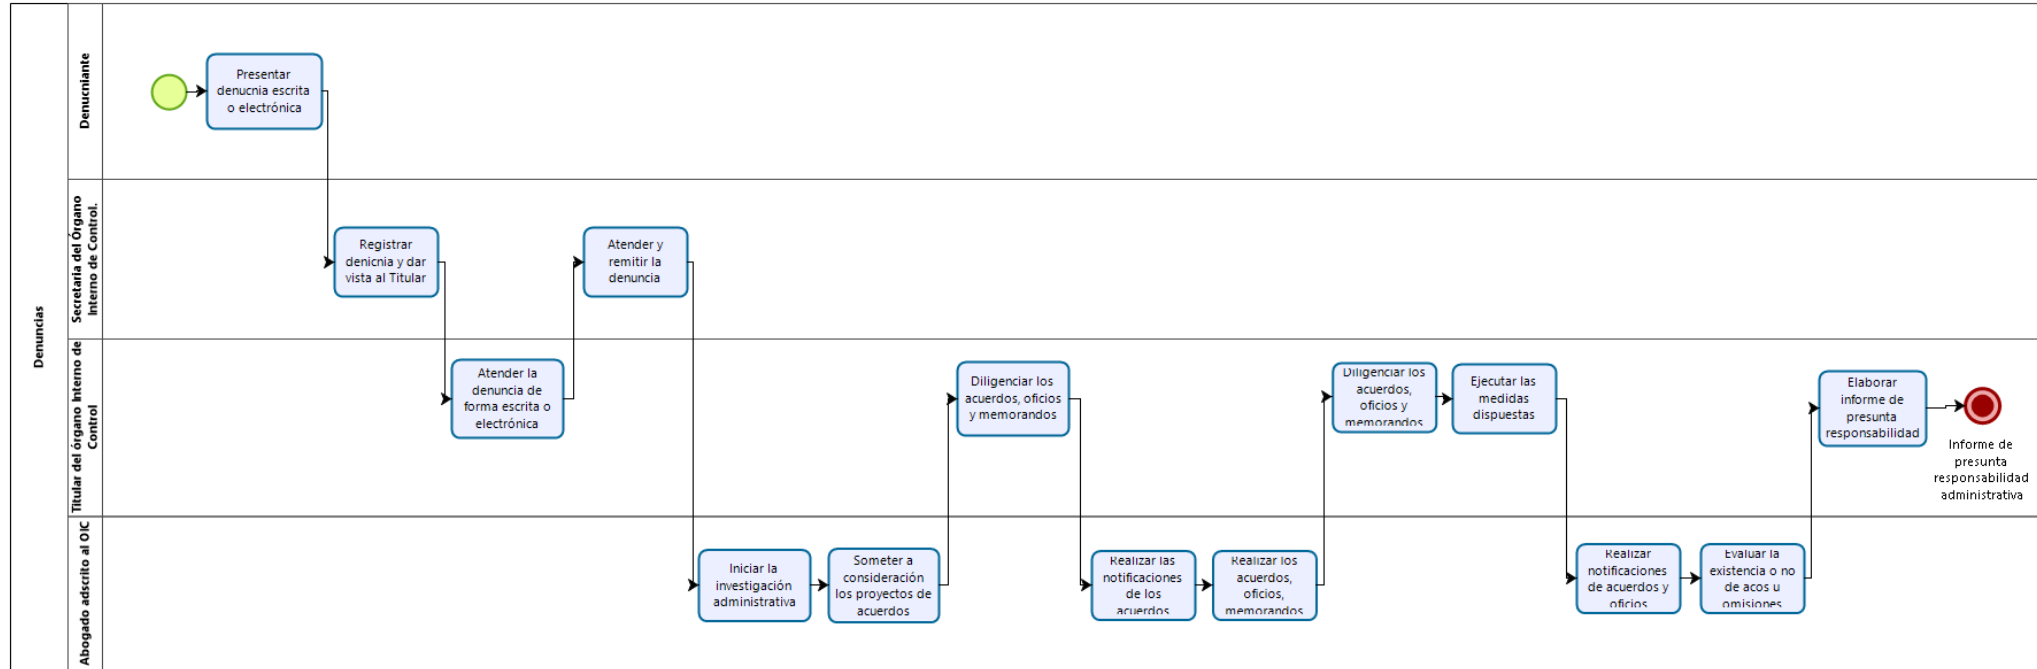 Denuncias
Denucniante
Presentar
denucnia escrita
o electrónica
Secretaria del Órgano
Interno de Control.
Registrar
denicnia y dar
vista al Titular
Atender y
remitir la
denuncia
Titular del órgano Interno de
Control
Atender la
denuncia de
forma escrita o
electrónica
Diligenciar los
acuerdos, oficios
y memorandos
Diligenciar los
acuerdos,
oficios y
memorandos
Ejecutar las
medidas
dispuestas
Elaborar
informe de
presunta
responsabilidad
Informe de
presunta
responsabilidad
administrativa
Abogado adscrito al OIC
Iniciar la
investigación
administrativa
Someter a
consideración
los proyectos de
acuerdos
Realizar las
notificaciones
de los
acuerdos
Realizar los
acuerdos,
oficios,
memorandos
Realizar
notificaciones
de acuerdos y
oficios
Evaluar la
existencia o no
de acos u
omisiones